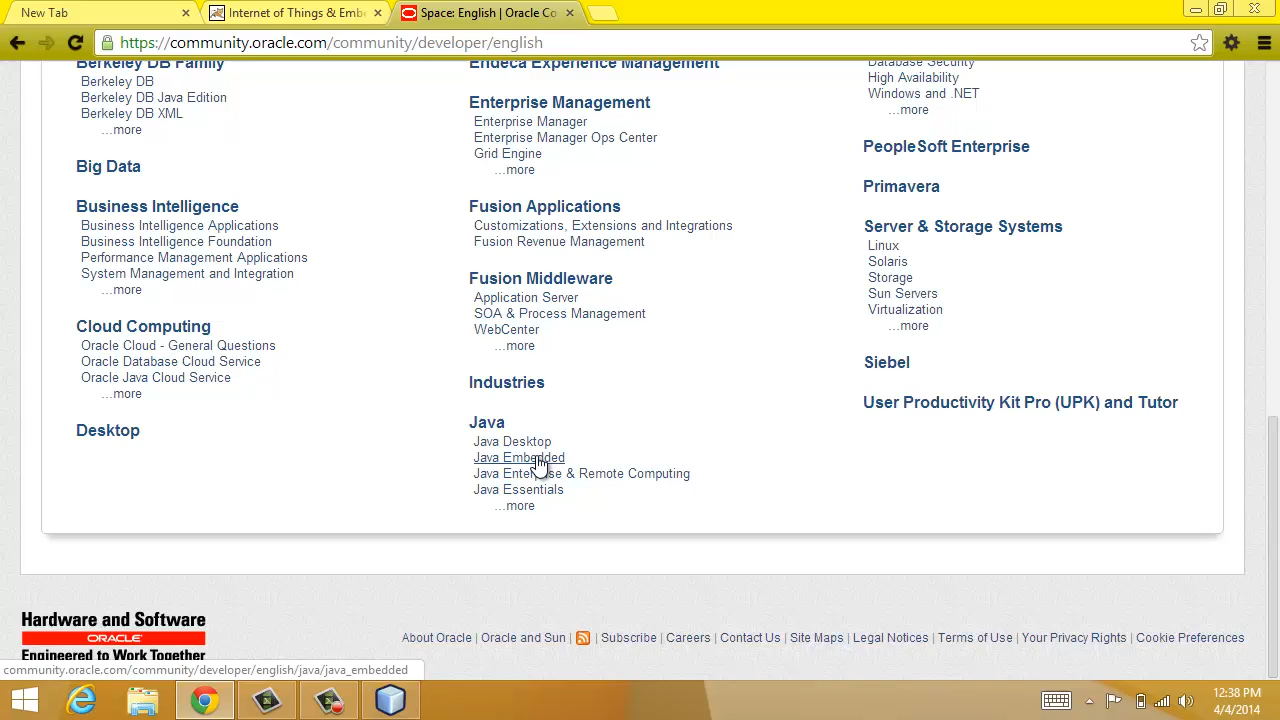 New Tab
Internet of Things & Emb
Space: English | Oracle Co
https://community.oracle.com/community/developer/english
Berkeley DB Family
Berkeley DB
Berkeley DB Java Edition
Berkeley DB XML
...more
Big Data
Business Intelligence
Business Intelligence Applications
Business Intelligence Foundation
Performance Management Applications
System Management and Integration
...more
Cloud Computing
Oracle Cloud - General Questions
Oracle Database Cloud Service
Oracle Java Cloud Service
...more
Desktop
Endeca Experience Management
Enterprise Management
Enterprise Manager
Enterprise Manager Ops Center
Grid Engine
...more
Fusion Applications
Customizations, Extensions and Integrations
Fusion Revenue Management
Fusion Middleware
Application Server
SOA & Process Management
WebCenter
...more
Industries
Java
Java Desktop
Java Embedded
Java Enterprise & Remote Computing
Java Essentials
...more
Database Security
High Availability
Windows and .NET
...more
PeopleSoft Enterprise
Primavera
Server & Storage Systems
Linux
Solaris
Storage
Sun Servers
Virtualization
...more
Siebel
User Productivity Kit Pro (UPK) and Tutor
Hardware and Software
ORACLE
Engineered to Work Together
About Oracle | Oracle and Sun | | Subscribe | Careers | Contact Us | Site Maps | Legal Notices | Terms of Use | Your Privacy Rights | Cookie Preferences
community.oracle.com/community/developer/english/java/java_embedded
12:38 PM
4/4/2014